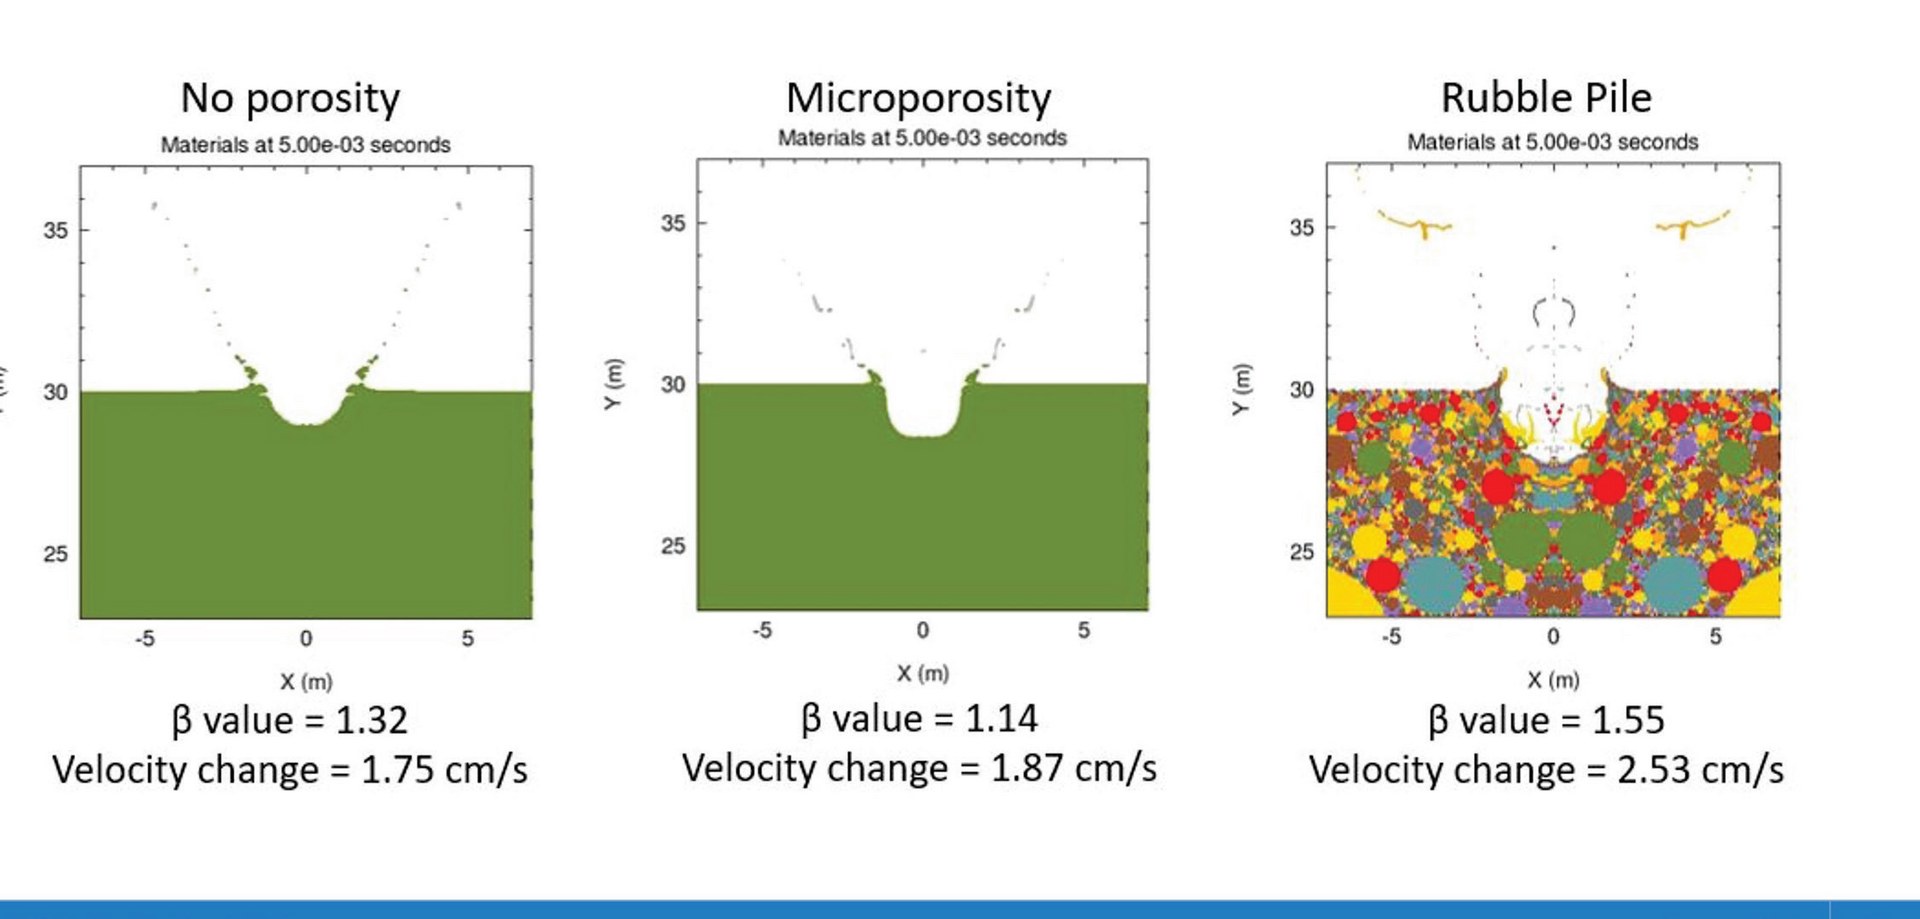 No porosity
Materials at 5.00e-03 seconds
35
30
25
-5 0 5
X (m)
β value = 1.32
Velocity change = 1.75 cm/s
Microporosity
Materials at 5.00e-03 seconds
Y (m)
35
30
25
-5 0 5
X (m)
β value = 1.14
Velocity change = 1.87 cm/s
Rubble Pile
Materials at 5.00e-03 seconds
Y (m)
35
30
25
-5 0 5
X (m)
β value = 1.55
Velocity change = 2.53 cm/s